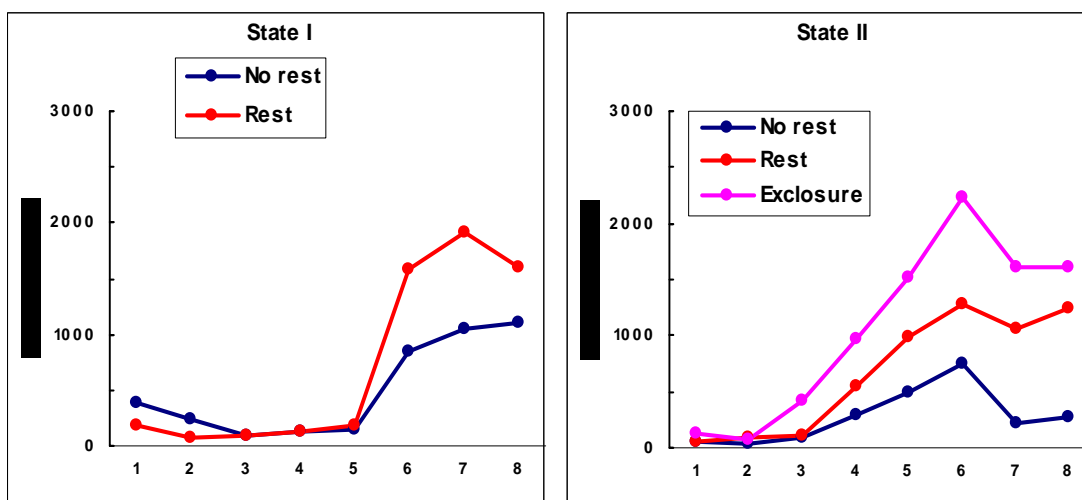 State I
No rest
Rest
3000
2000
1000
0
1 2 3 4 5 6 7 8
State II
No rest
Rest
Exclosure
3000
2000
1000
0
1 2 3 4 5 6 7 8